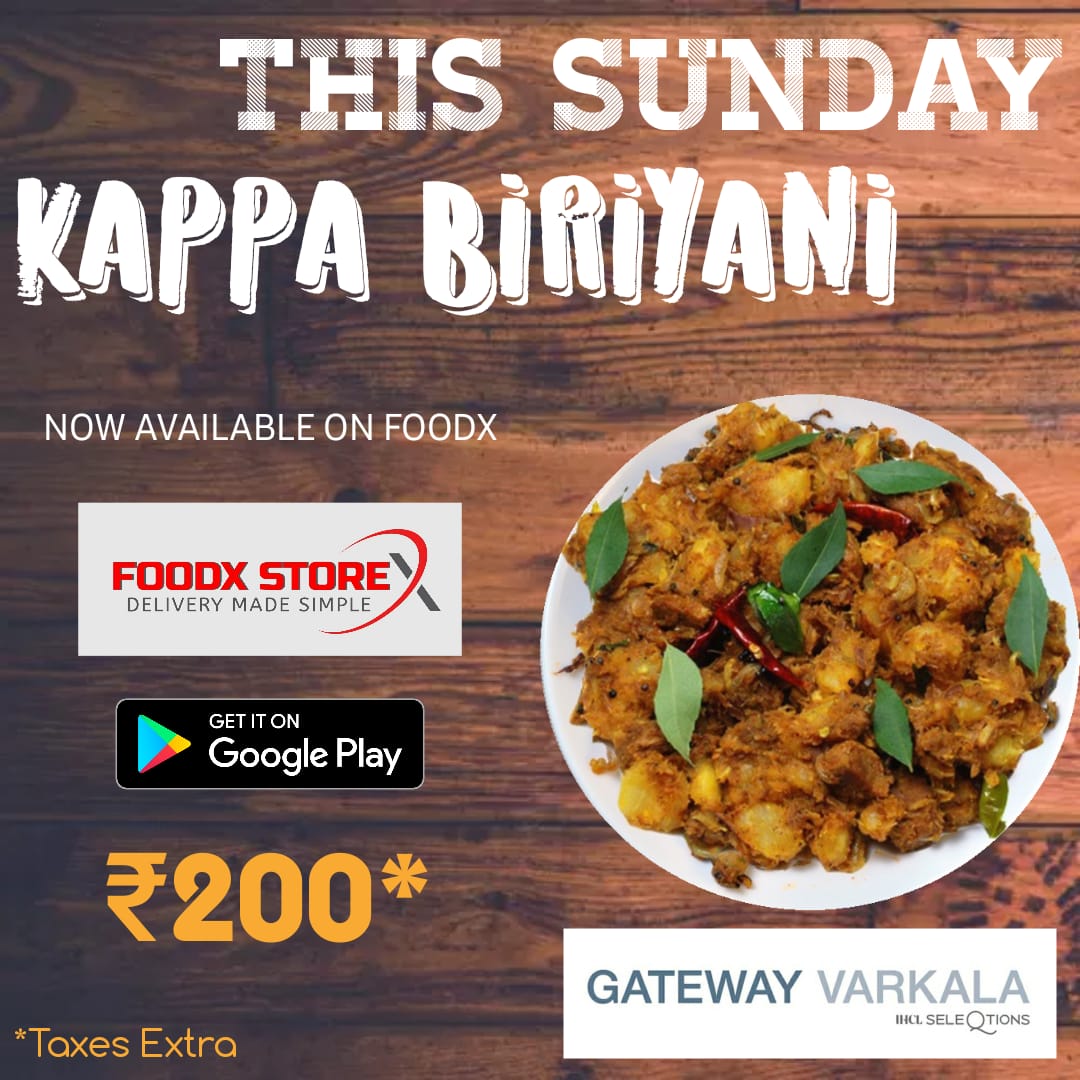 THIS SUNDAY
KAPPA BiRiYANi
NOW AVAILABLE ON FOODX
FOODX STORE X
DELIVERY MADE SIMPLE
GET IT ON
Google Play
₹200*
GATEWAY VARKALA
IHCL SELEQTIONS
*Taxes Extra